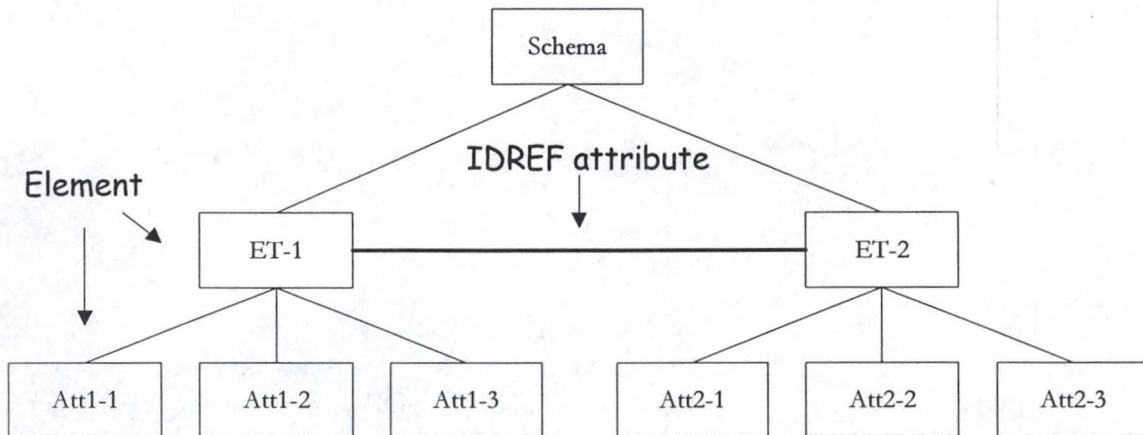 Schema
IDREF attribute
Element
ET-1
ET-2
Att1-1
Att1-2
Att1-3
Att2-1
Att2-2
Att2-3